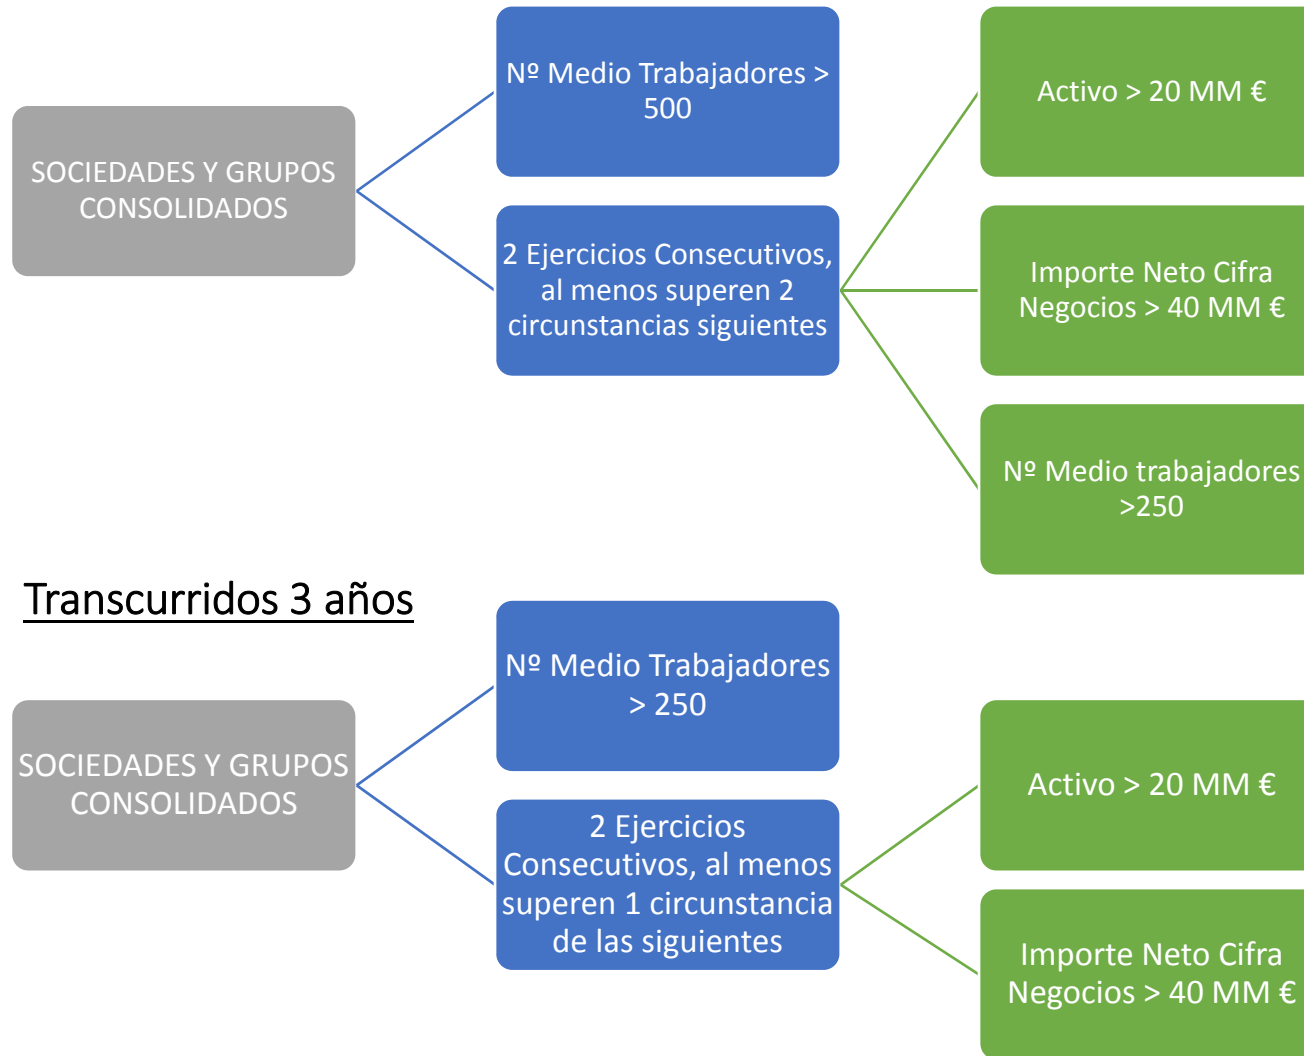 SOCIEDADES Y GRUPOS
CONSOLIDADOS
Nº Medio Trabajadores >
500
2 Ejercicios Consecutivos,
al menos superen 2
circunstancias siguientes
Activo > 20 MM €
Importe Neto Cifra
Negocios > 40 MM €
Nº Medio trabajadores
>250
Transcurridos 3 años
SOCIEDADES Y GRUPOS
CONSOLIDADOS
Nº Medio Trabajadores
> 250
2 Ejercicios
Consecutivos, al menos
superen 1 circunstancia
de las siguientes
Activo > 20 MM €
Importe Neto Cifra
Negocios > 40 MM €